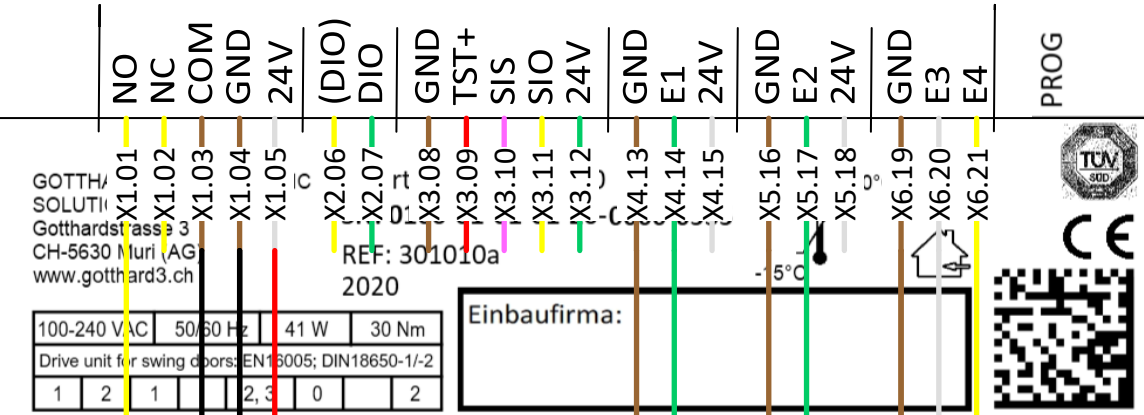 NO NC COM GND 24V (DIO) DIO GND TST+ SIS SIO 24V GND E1 24V GND E2 24V GND E3 E4 PROG
X1.01 X1.02 X1.03 X1.04 X1.05 X2.06 X2.07 X3.08 X3.09 X3.10 X3.11 X3.12 X4.13 X4.14 X4.15 X5.16 X5.17 X5.18 X6.19 X6.20 X6.21
TÜV
SÜD
CE
Gotthardstrasse 3
CH-5630 Muri (AG)
www.gotthard3.ch
REF: 301010a
2020
-15°C
Einbaufirma:
100-240 VAC 50/60 Hz 41 W 30 Nm
Drive unit for swing doors: EN16005; DIN18650-1/-2
1 2 1 2, 3 0 2